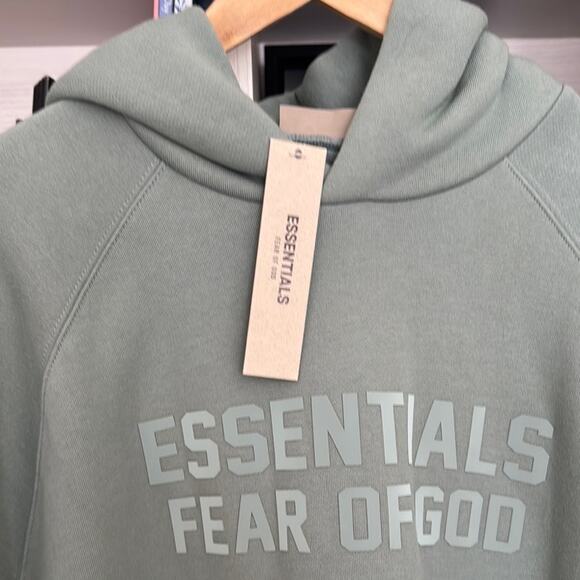 ESSENTIALS
FEAR OF GOD
ESSENTIALS
FEAR OFGOD